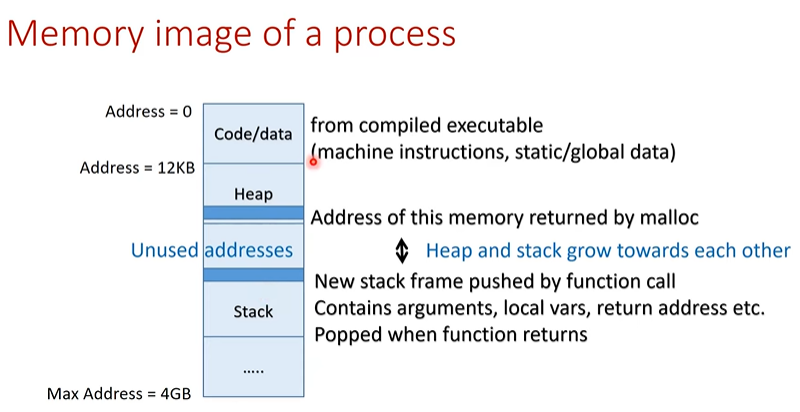 Memory image of a process
Address = 0
Code/data
from compiled executable
(machine instructions, static/global data)
Address = 12KB
Heap
Address of this memory returned by malloc
Unused addresses
Heap and stack grow towards each other
New stack frame pushed by function call
Stack
Contains arguments, local vars, return address etc.
Popped when function returns
.....
Max Address = 4GB